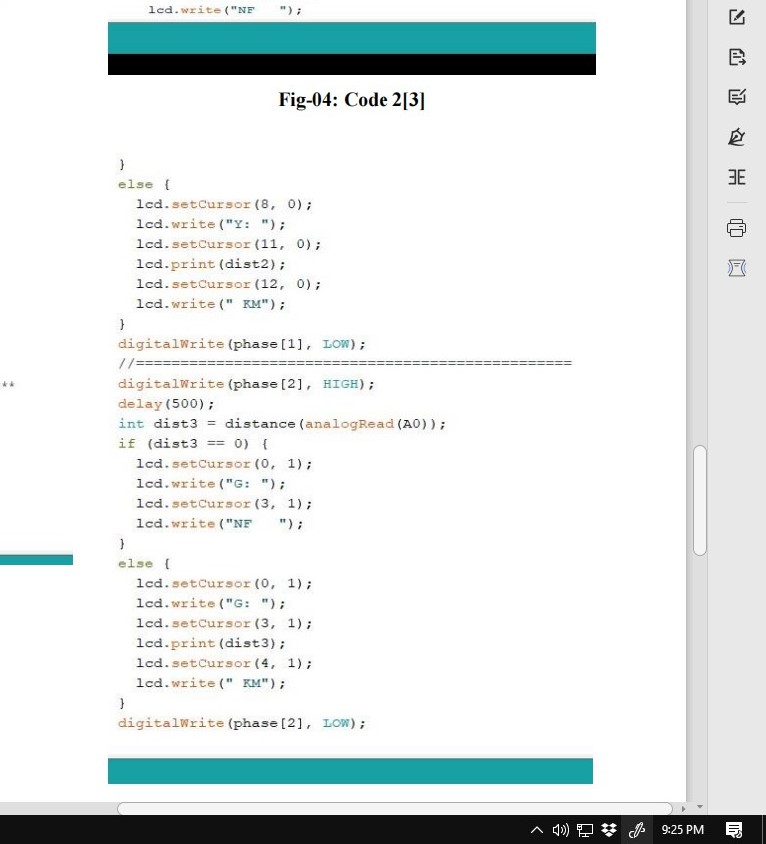 lcd.write("NF   ");
Fig-04: Code 2[3]
}
else {
  lcd.setCursor(8, 0);
  lcd.write("Y: ");
  lcd.setCursor(11, 0);
  lcd.print(dist2);
  lcd.setCursor(12, 0);
  lcd.write(" KM");
}
digitalWrite(phase[1], LOW);
//=================================================
**
digitalWrite(phase[2], HIGH);
delay(500);
int dist3 = distance(analogRead(A0));
if (dist3 == 0) {
  lcd.setCursor(0, 1);
  lcd.write("G: ");
  lcd.setCursor(3, 1);
  lcd.write("NF   ");
}
else {
  lcd.setCursor(0, 1);
  lcd.write("G: ");
  lcd.setCursor(3, 1);
  lcd.print(dist3);
  lcd.setCursor(4, 1);
  lcd.write(" KM");
}
digitalWrite(phase[2], LOW);
9:25 PM